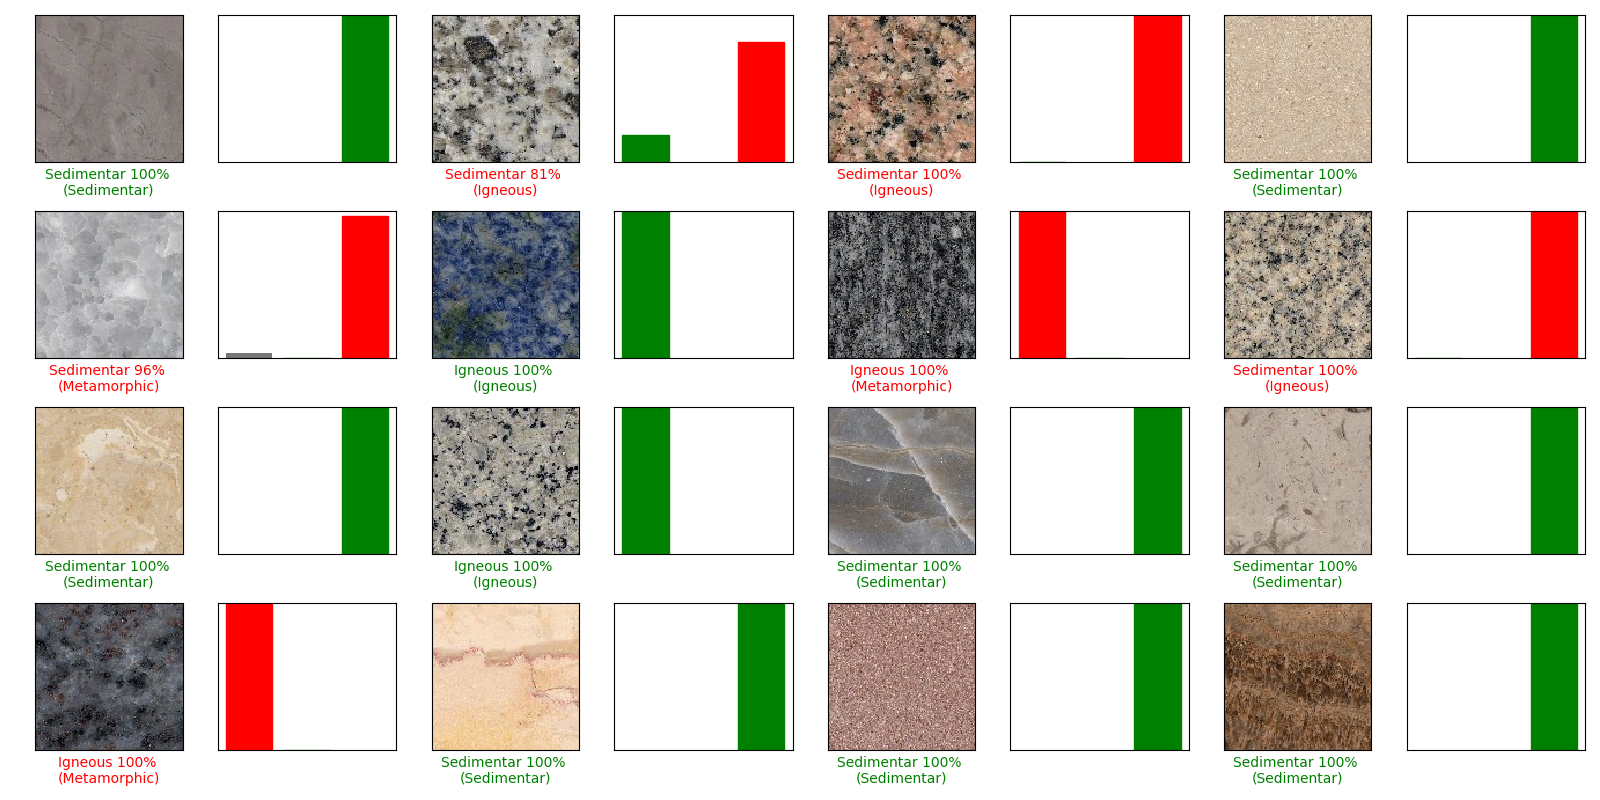 Sedimentar 100%
(Sedimentar)
Sedimentar 81%
(Igneous)
Sedimentar 100%
(Igneous)
Sedimentar 100%
(Sedimentar)
Sedimentar 96%
(Metamorphic)
Igneous 100%
(Igneous)
Igneous 100%
(Metamorphic)
Sedimentar 100%
(Igneous)
Sedimentar 100%
(Sedimentar)
Igneous 100%
(Igneous)
Sedimentar 100%
(Sedimentar)
Sedimentar 100%
(Sedimentar)
Igneous 100%
(Metamorphic)
Sedimentar 100%
(Sedimentar)
Sedimentar 100%
(Sedimentar)
Sedimentar 100%
(Sedimentar)